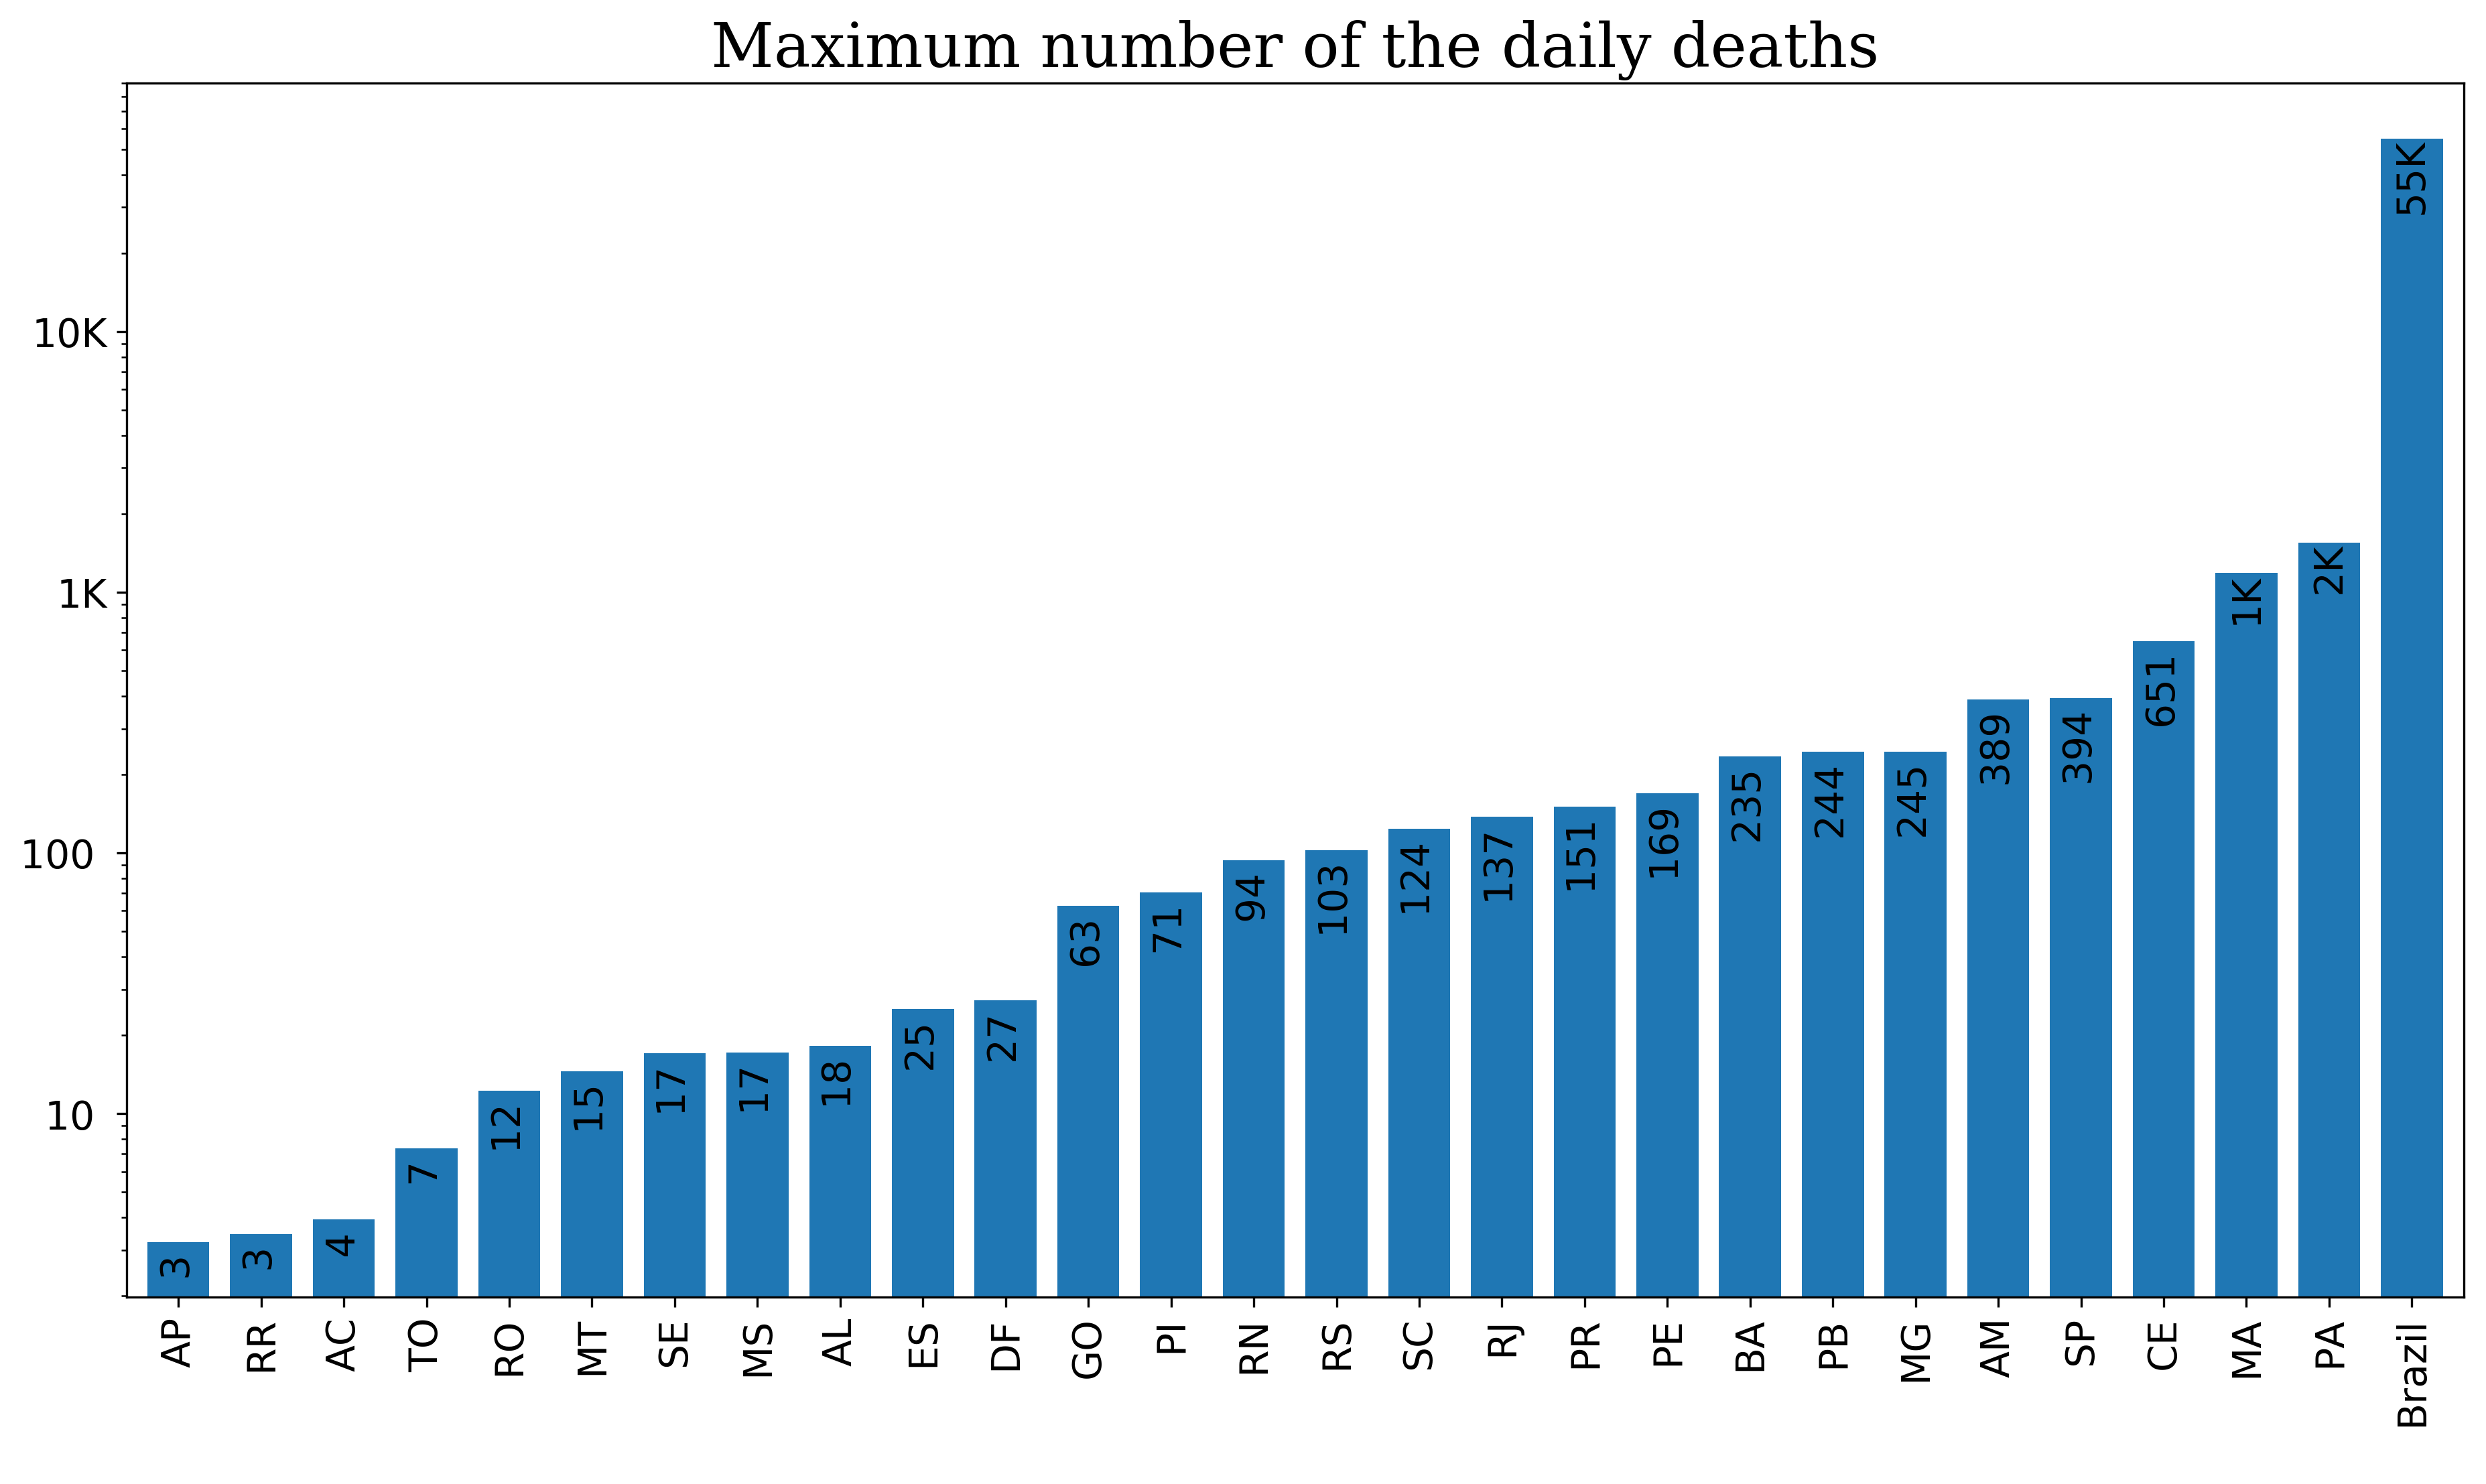 Maximum number of the daily deaths
10K
1K
100
10
3
3
4
7
12
15
17
17
18
25
27
63
71
94
103
124
137
151
169
235
244
245
389
394
651
1K
2K
55K
AP
RR
AC
TO
RO
MT
SE
MS
AL
ES
DF
GO
PI
RN
RS
SC
RJ
PR
PE
BA
PB
MG
AM
SP
CE
MA
PA
Brazil